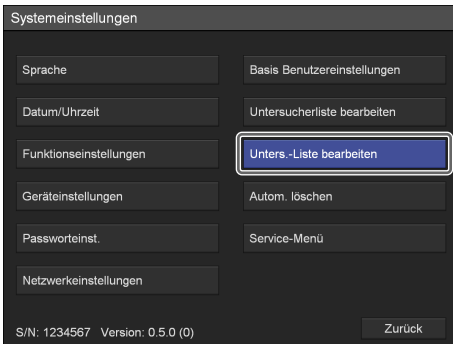 Systemeinstellungen
Sprache
Datum/Uhrzeit
Funktionseinstellungen
Geräteinstellungen
Passworteinst.
Netzwerkeinstellungen
Basis Benutzereinstellungen
Untersucherliste bearbeiten
Unters.-Liste bearbeiten
Autom. löschen
Service-Menü
S/N: 1234567 Version: 0.5.0 (0)
Zurück